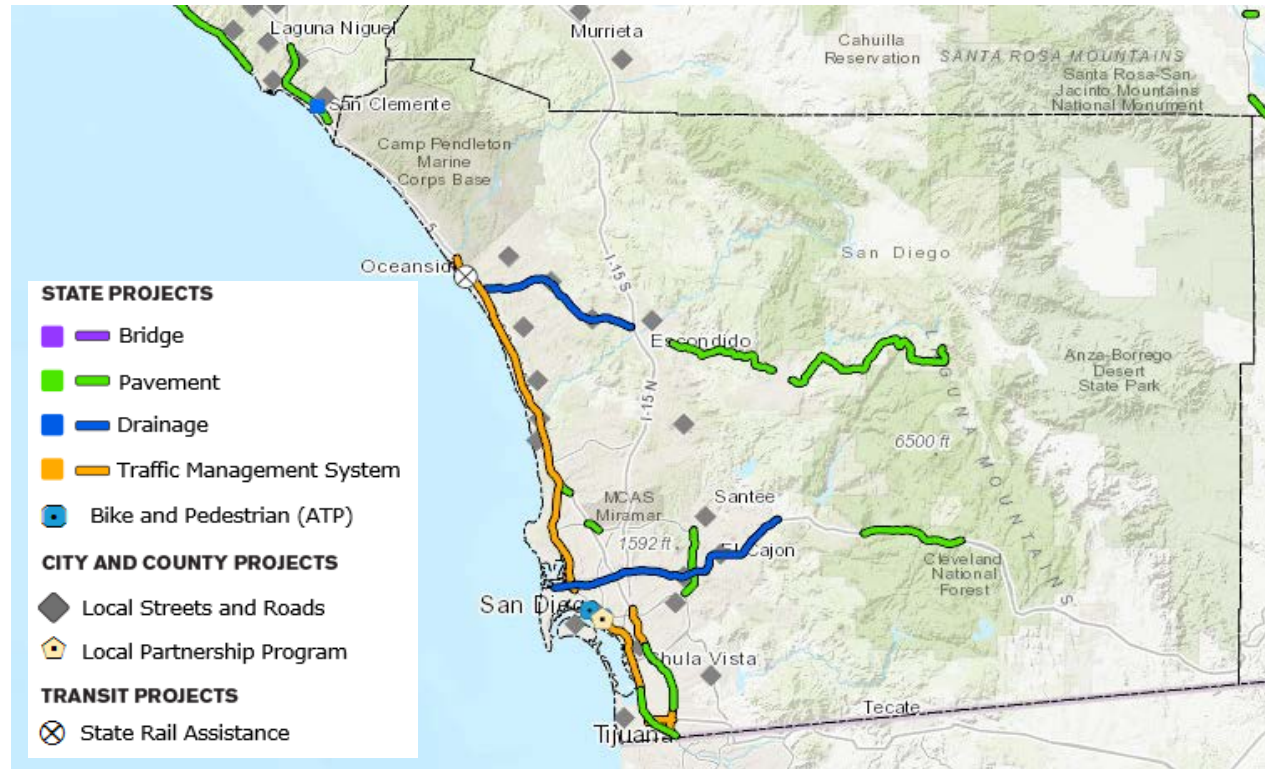 Laguna Niguel
Murrieta
Cahuilla
Reservation
SANTA ROSA MOUNTAINS
Santa Rosa-San
Jacinto Mountains
National Monument
San Clemente
Camp Pendleton
Marine
Corps Base
S
Oceansid
I-15 S
San Diego
Escondido
I-15 N
LAGUNA MOUNTAINS
Anza-Borrego
Desert
State Park
6500 ft
MCAS
Miramar
Santee
1592 ft
El Cajon
Cleveland
National
Forest
San Diego
Chula Vista
Tecate
Tijuana
STATE PROJECTS
Bridge
Pavement
Drainage
Traffic Management System
Bike and Pedestrian (ATP)
CITY AND COUNTY PROJECTS
Local Streets and Roads
Local Partnership Program
TRANSIT PROJECTS
State Rail Assistance